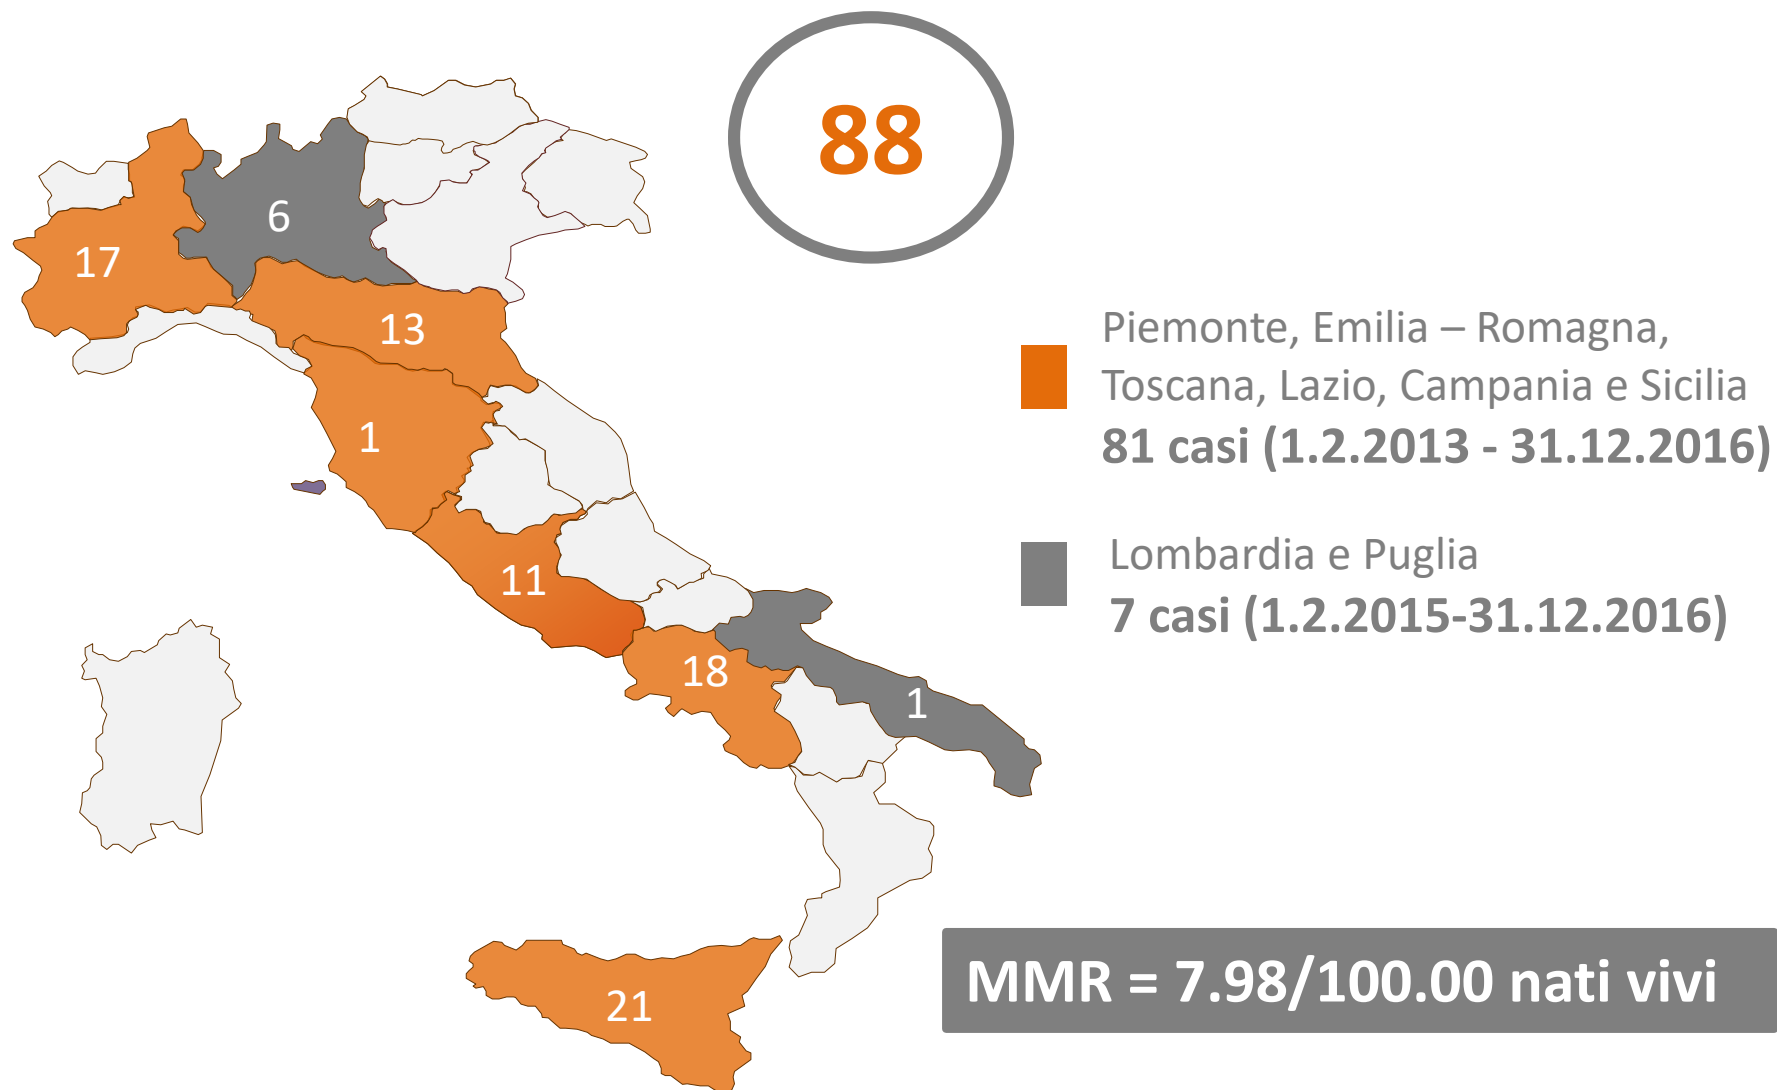 88
6
17
13
1
11
18
1
21
Piemonte, Emilia – Romagna,
Toscana, Lazio, Campania e Sicilia
81 casi (1.2.2013 - 31.12.2016)
Lombardia e Puglia
7 casi (1.2.2015-31.12.2016)
MMR = 7.98/100.00 nati vivi